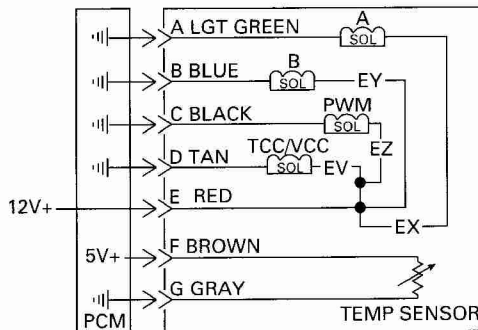 A LGT GREEN
A
SOL
B BLUE
B
SOL
EY
C BLACK
PWM
SOL
EZ
D TAN
TCC/VCC
SOL
EV
12V+
E RED
EX
5V+
F BROWN
G GRAY
PCM
TEMP SENSOR